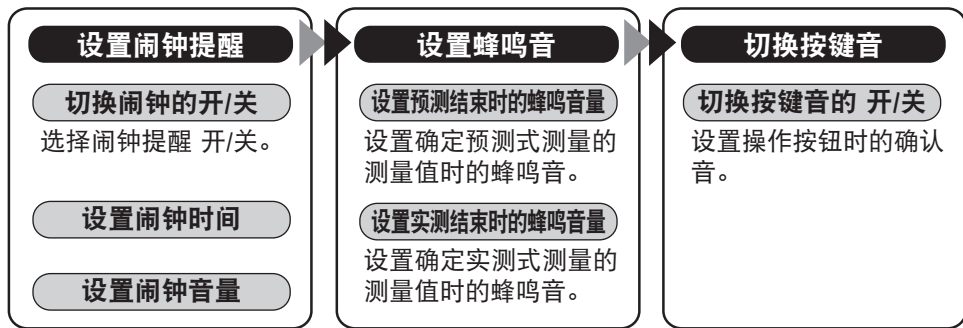 设置闹钟提醒
切换闹钟的开/关
选择闹钟提醒 开/关。
设置闹钟时间
设置闹钟音量
设置蜂鸣音
设置预测结束时的蜂鸣音量
设置确定预测式测量的
测量值时的蜂鸣音。
设置实测结束时的蜂鸣音量
设置确定实测式测量的
测量值时的蜂鸣音。
切换按键音
切换按键音的 开/关
设置操作按钮时的确认
音。